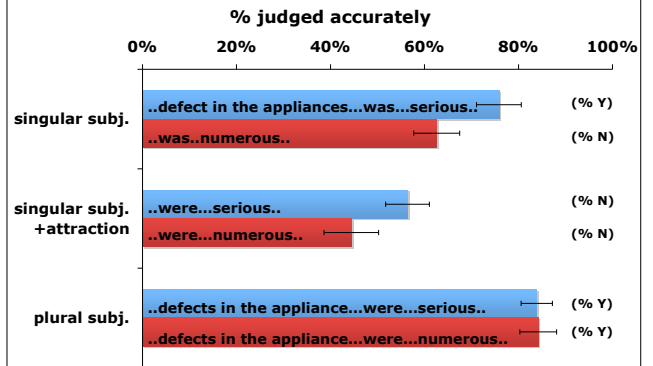 % judged accurately
0% 20% 40% 60% 80% 100%
singular subj.
..defect in the appliances...was...serious.. (% Y)
..was..numerous.. (% N)
singular subj.
+attraction
..were...serious.. (% N)
..were...numerous.. (% N)
plural subj.
..defects in the appliance...were...serious.. (% Y)
..defects in the appliance...were...numerous.. (% Y)